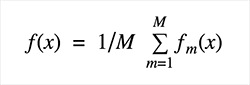 f(x) = 1/M ∑_{m=1}^{M} f_m(x)